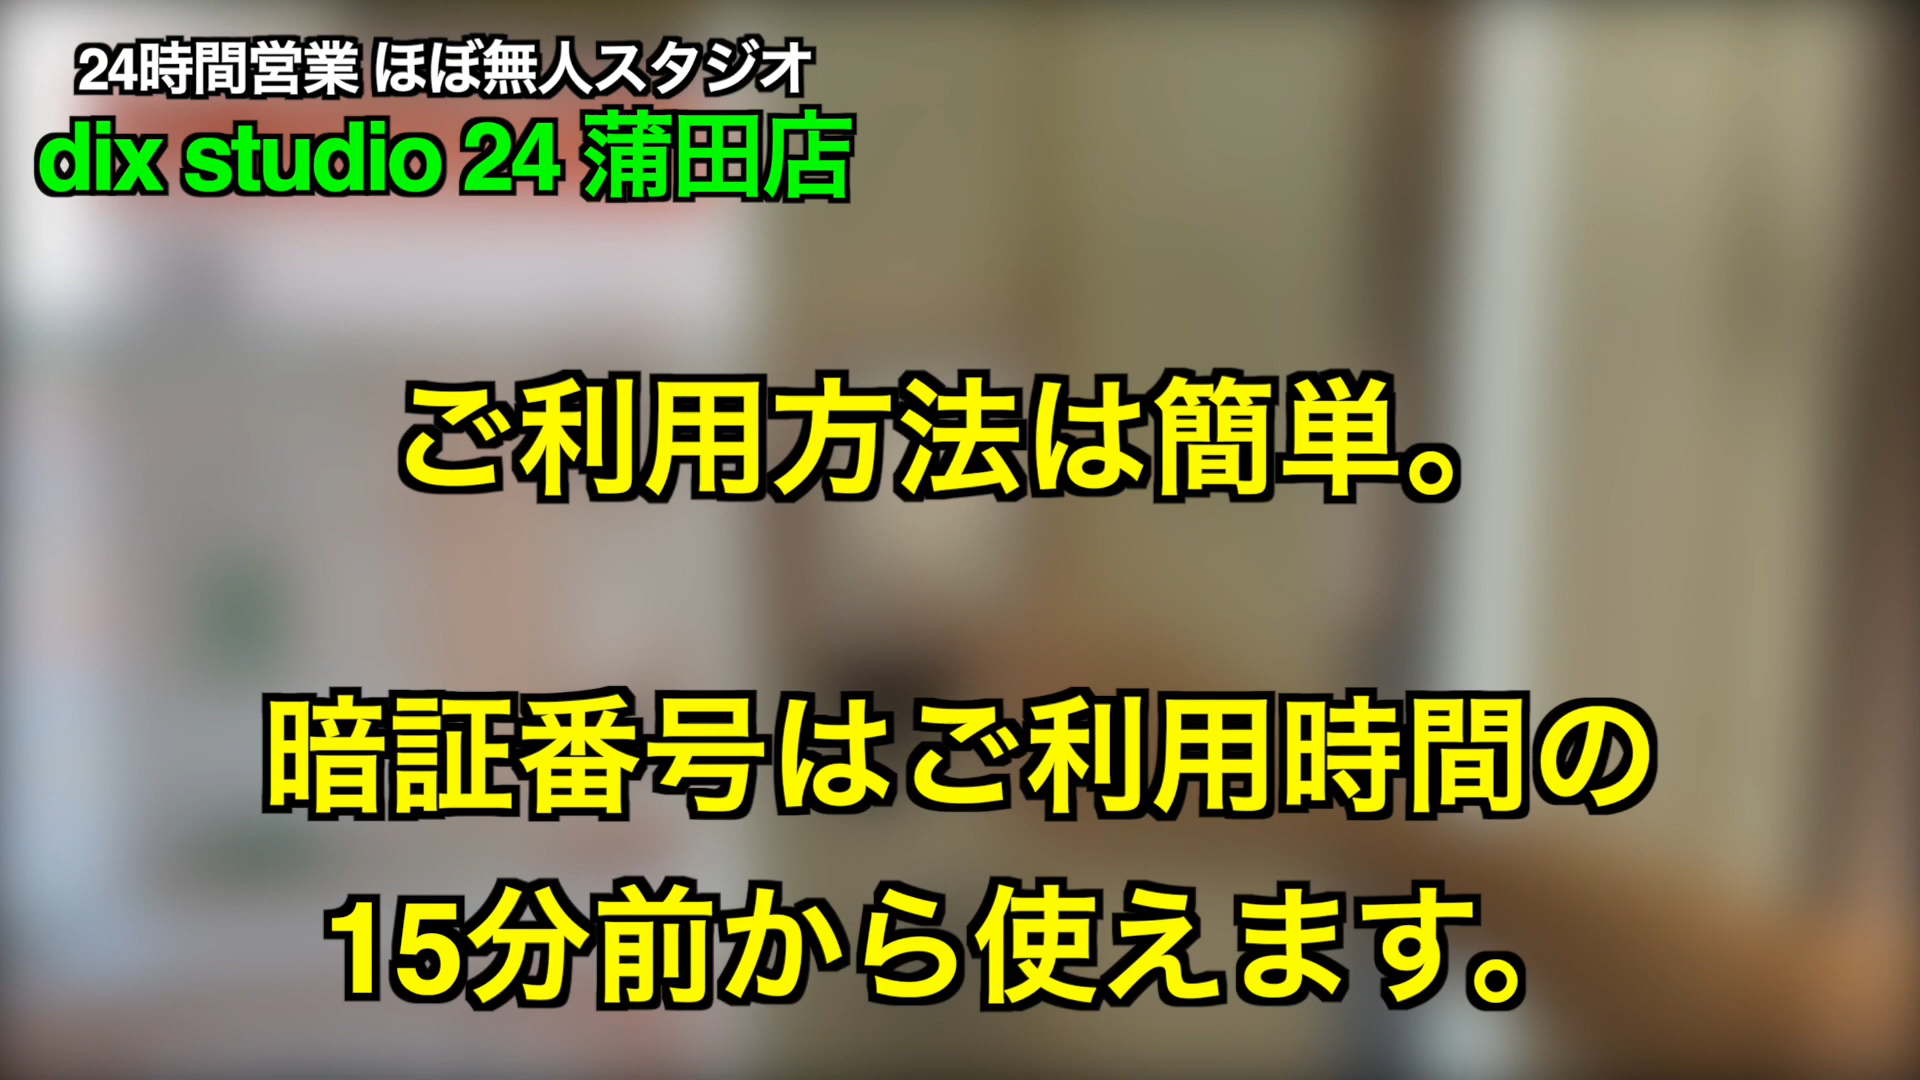 24時間営業 ほぼ無人スタジオ
dix studio 24 蒲田店
ご利用方法は簡単。
暗証番号はご利用時間の
15分前から使えます。